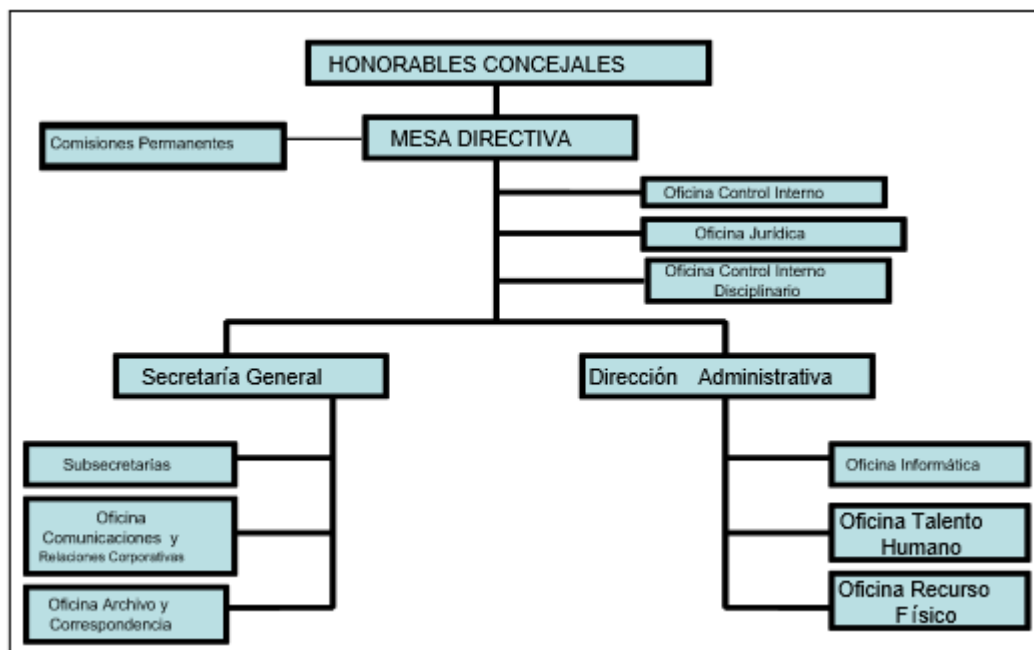 HONORABLES CONCEJALES
Comisiones Permanentes
MESA DIRECTIVA
Oficina Control Interno
Oficina Jurídica
Oficina Control Interno
Disciplinario
Secretaría General
Dirección Administrativa
Subsecretarías
Oficina
Comunicaciones y
Relaciones Corporativas
Oficina Archivo y
Correspondencia
Oficina Informática
Oficina Talento
Humano
Oficina Recurso
Físico